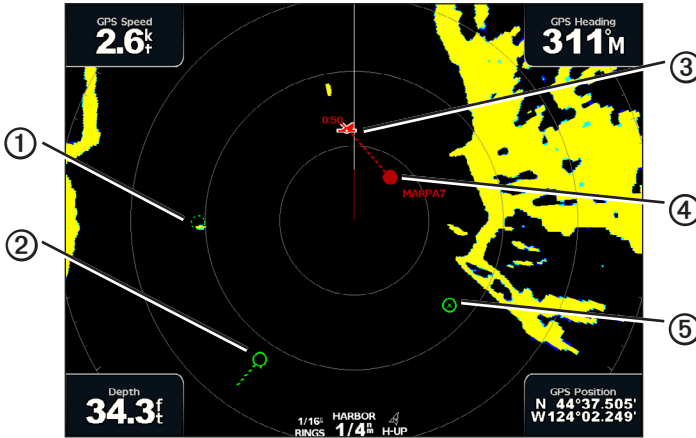 GPS Speed
2.6kt
GPS Heading
311°M
3
0:50
1
MARPA7
4
2
5
Depth
34.3ft
1/16nm
RINGS
HARBOR
1/4nm
H-UP
GPS Position
N 44°37.505'
W124°02.249'